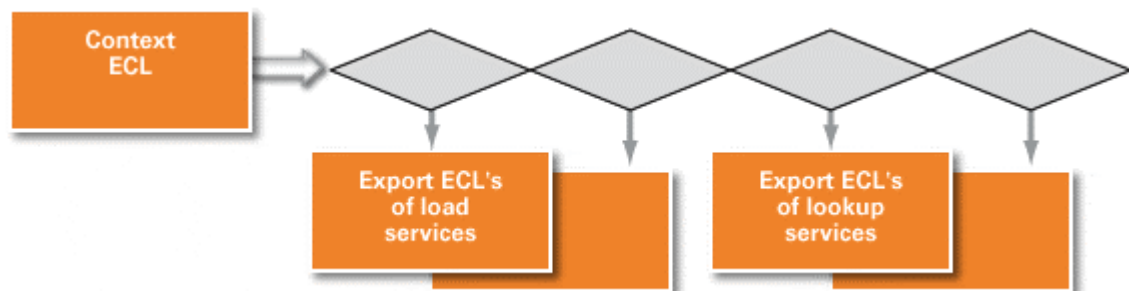 Context
ECL
Export ECL's
of load
services
Export ECL's
of lookup
services